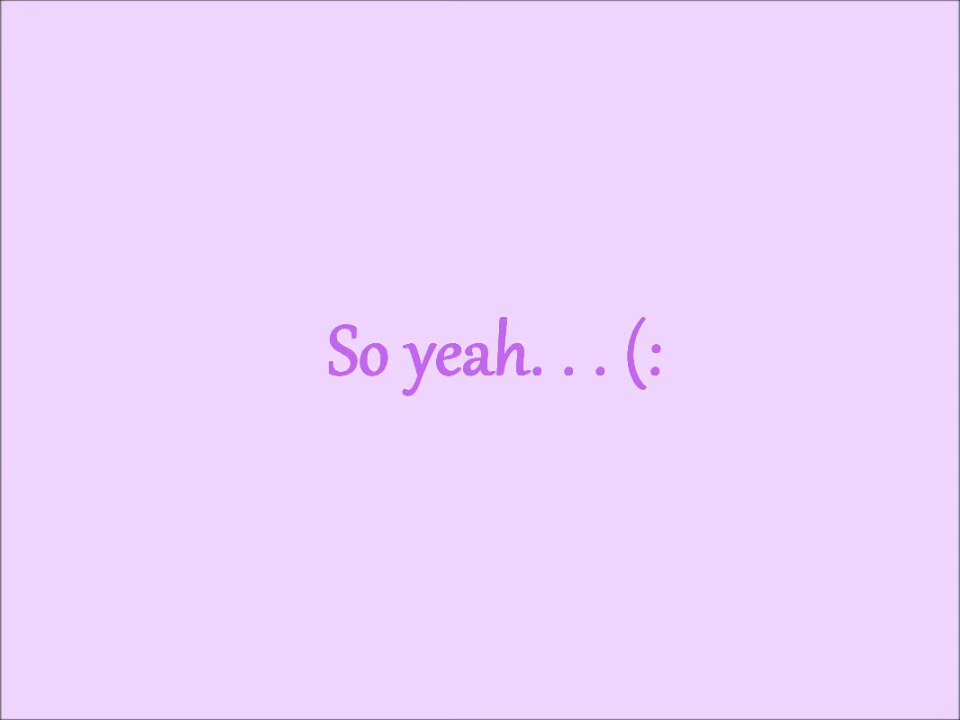 So yeah. . . (: